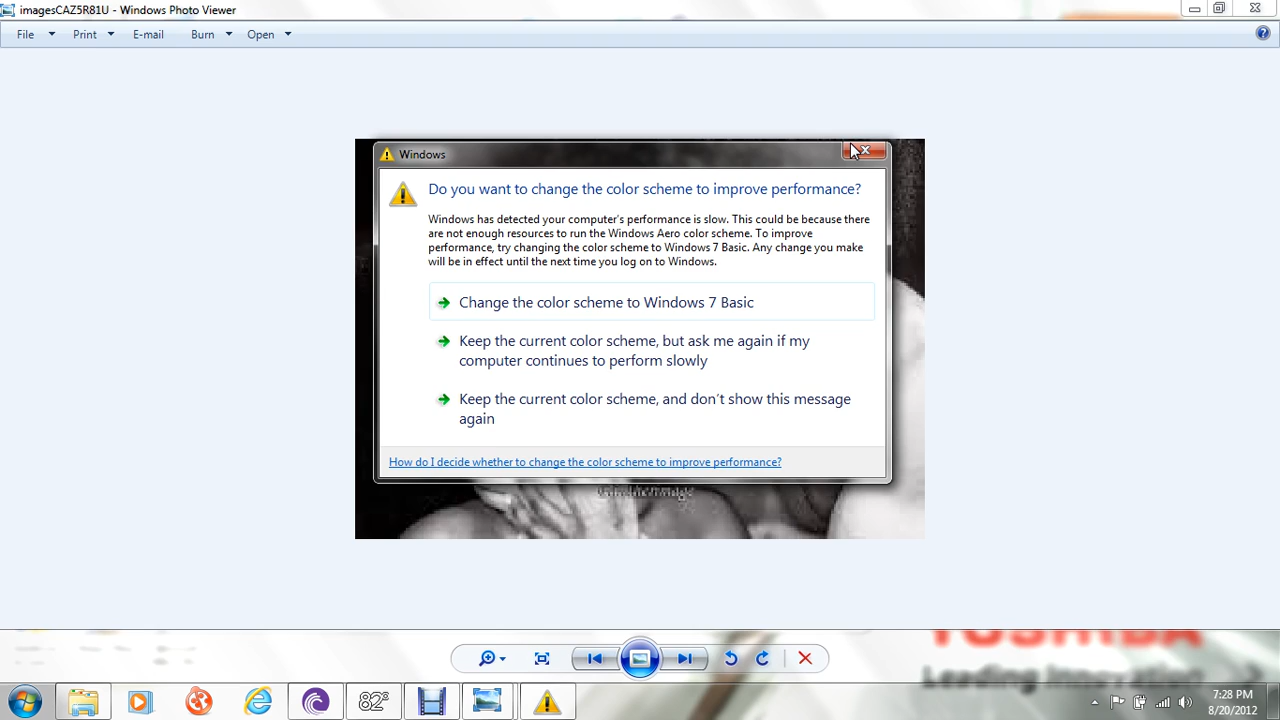 imagesCAZ5R81U - Windows Photo Viewer
File Print E-mail Burn Open
Windows
Do you want to change the color scheme to improve performance?
Windows has detected your computer's performance is slow. This could be because there
are not enough resources to run the Windows Aero color scheme. To improve
performance, try changing the color scheme to Windows 7 Basic. Any change you make
will be in effect until the next time you log on to Windows.
Change the color scheme to Windows 7 Basic
Keep the current color scheme, but ask me again if my
computer continues to perform slowly
Keep the current color scheme, and don't show this message
again
How do I decide whether to change the color scheme to improve performance?
TOSHIBA
Leading Innovation
82°
7:28 PM
8/20/2012